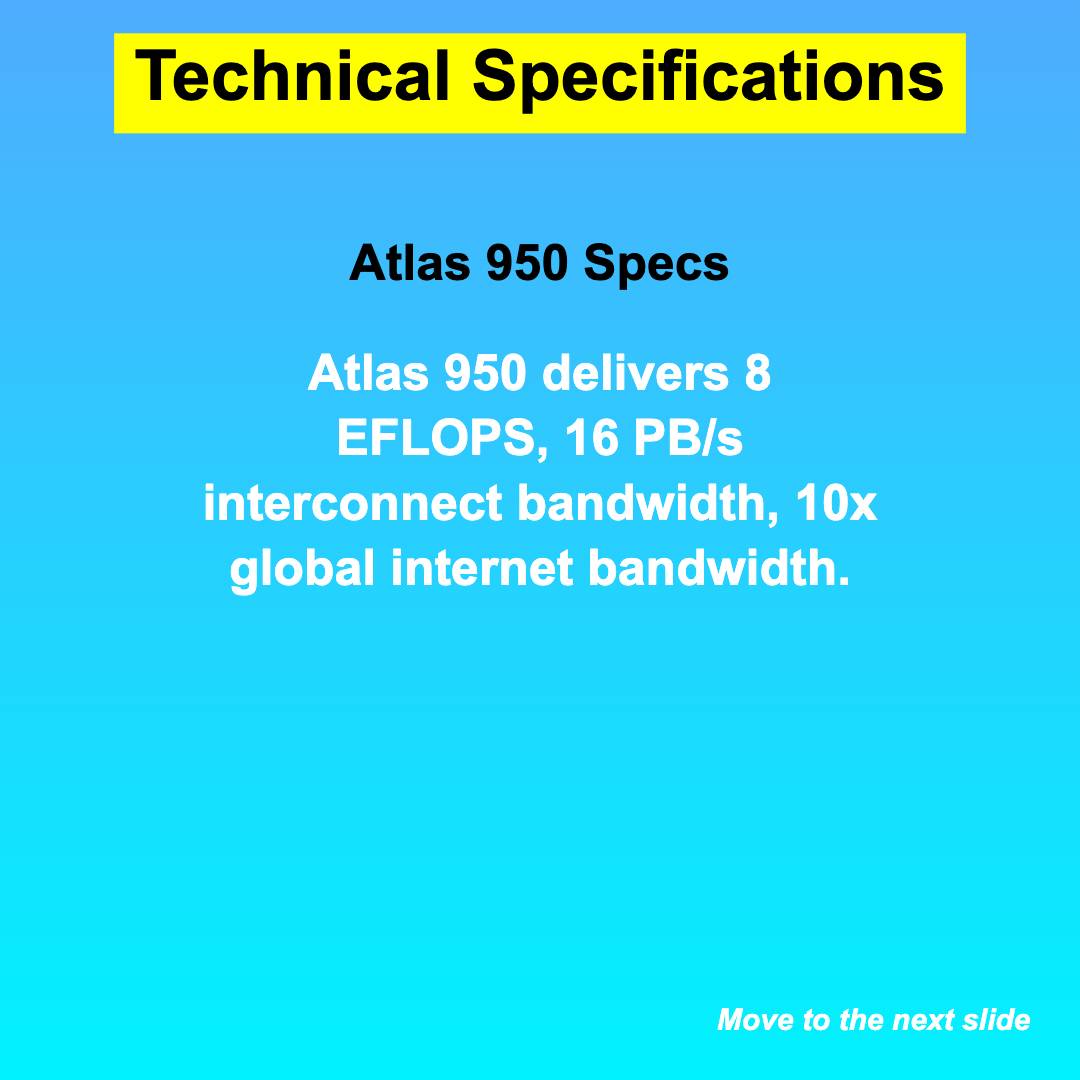 Technical Specifications
Atlas 950 Specs
Atlas 950 delivers 8
EFLOPS, 16 PB/s
interconnect bandwidth, 10x
global internet bandwidth.
Move to the next slide